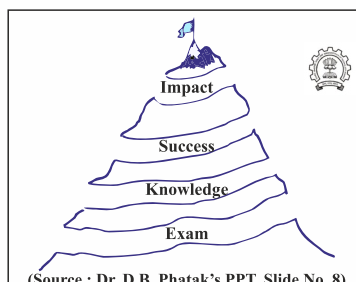 Impact
Success
Knowledge
Exam
(Source : Dr. D.B. Phatak's PPT, Slide No. 8)